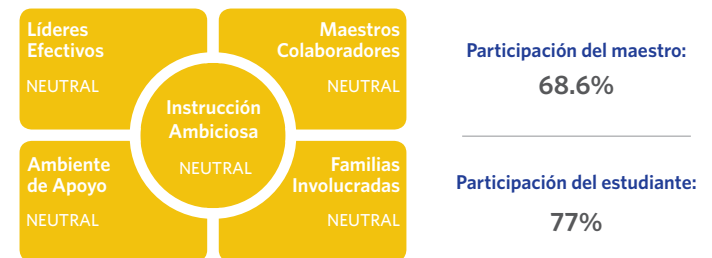 Líderes
Efectivos
NEUTRAL
Maestros
Colaboradores
NEUTRAL
Instrucción
Ambiciosa
NEUTRAL
Ambiente
de Apoyo
NEUTRAL
Familias
Involucradas
NEUTRAL
Participación del maestro:
68.6%
Participación del estudiante:
77%